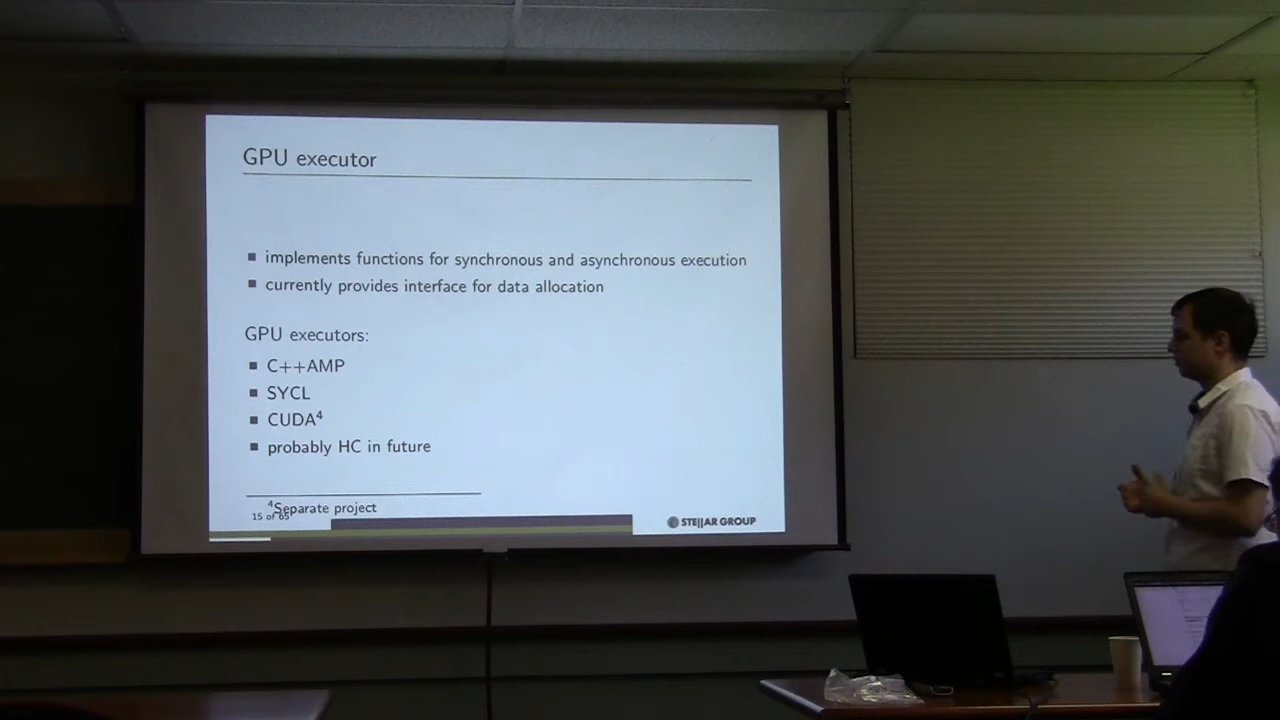 GPU executor
implements functions for synchronous and asynchronous execution
currently provides interface for data allocation
GPU executors:
C++AMP
SYCL
CUDA⁴
probably HC in future
⁴Separate project
15 of 65
STE||AR GROUP